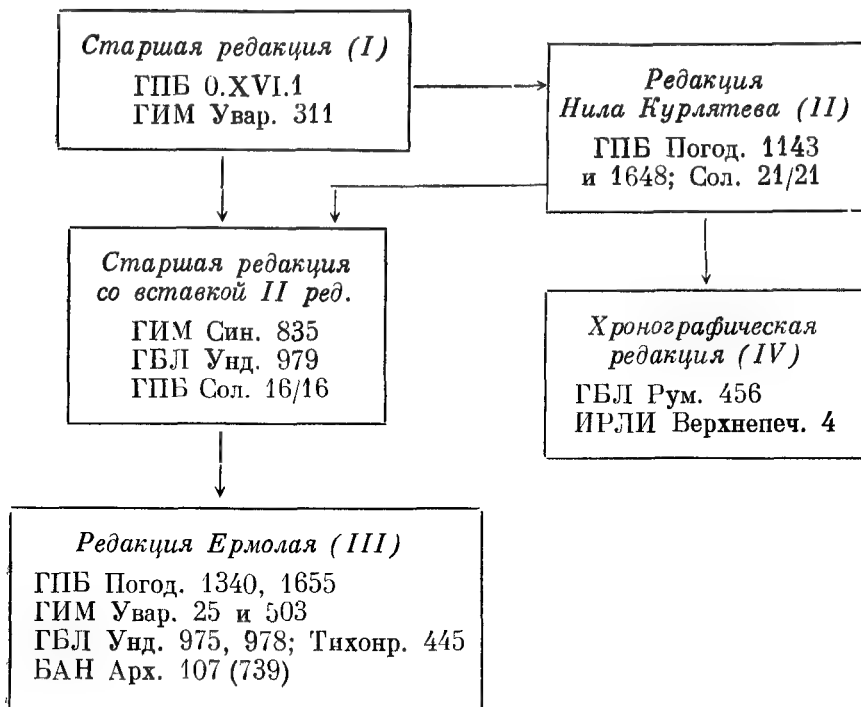 Старшая редакция (I)
ГПБ O.XVI.1
ГИМ Увар. 311
Редакция
Нила Курлятева (II)
ГПБ Погод. 1143
и 1648; Сол. 21/21
Старшая редакция
со вставкой II ред.
ГИМ Син. 835
ГБЛ Унд. 979
ГПБ Сол. 16/16
Хронографическая
редакция (IV)
ГБЛ Рум. 456
ИРЛИ Верхнепеч. 4
Редакция Ермолая (III)
ГПБ Погод. 1340, 1655
ГИМ Увар. 25 и 503
ГБЛ Унд. 975, 978; Тихонр. 445
БАН Арх. 107 (739)